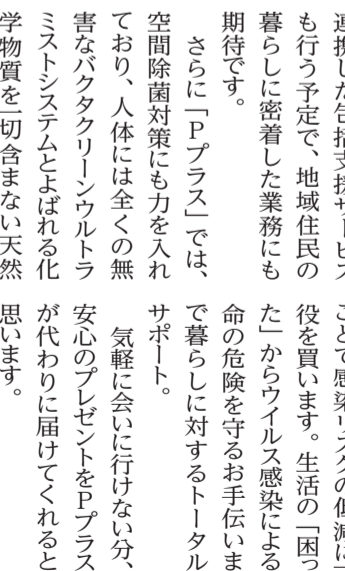 連携した包括支援サービス
も行う予定で、地域住民の
暮らしに密着した業務にも
期待です。
さらに「Pプラス」では、
空間除菌対策にも力を入れ
ており、人体には全くの無
害なバクタクリーンウルトラ
ミストシステムとよばれる化
学物質を一切含まない天然
ことで感染リスクの低減に
役を買います。生活の「困っ
た」からウイルス感染による
命の危険を守るお手伝いま
で暮らしに対するトータル
サポート。
気軽に会いに行けない分、
安心のプレゼントをPプラス
が代わりに届けてくれると
思います。